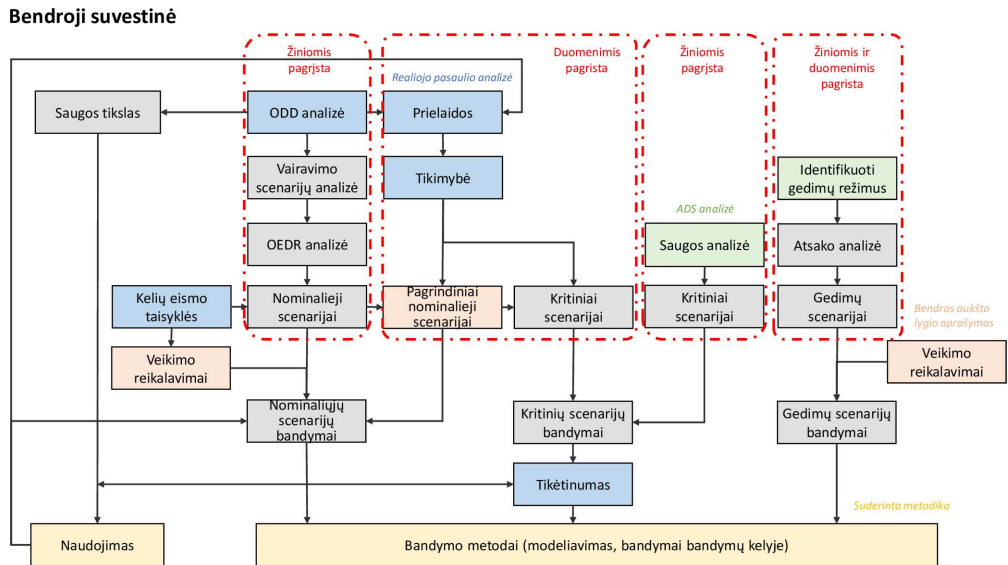 Bendroji suvestinė
Žiniomis
pagrįsta
Duomenimis
pagrista
Žiniomis
pagrįsta
Žiniomis ir
duomenimis
pagrista
Realiojo pasaulio analizė
Saugos tikslas
ODD analizė
Prielaidos
Vairavimo
scenarijų analizė
Tikimybė
Identifikuoti
gedimų režimus
ADS analizė
OEDR analizė
Saugos analizė
Atsako analizė
Kelių eismo
taisyklės
Nominalieji
scenarijai
Pagrindiniai
nominalieji
scenarijai
Kritiniai
scenarijai
Kritiniai
scenarijai
Gedimų
scenarijai
Bendras aukšto
lygio aprašymas
Veikimo
reikalavimai
Veikimo
reikalavimai
Nominaliųjų
scenarijų
bandymai
Kritinių scenarijų
bandymai
Gedimų scenarijų
bandymai
Tikėtinumas
Suderinta metodika
Naudojimas
Bandymo metodai (modeliavimas, bandymai bandymų kelyje)